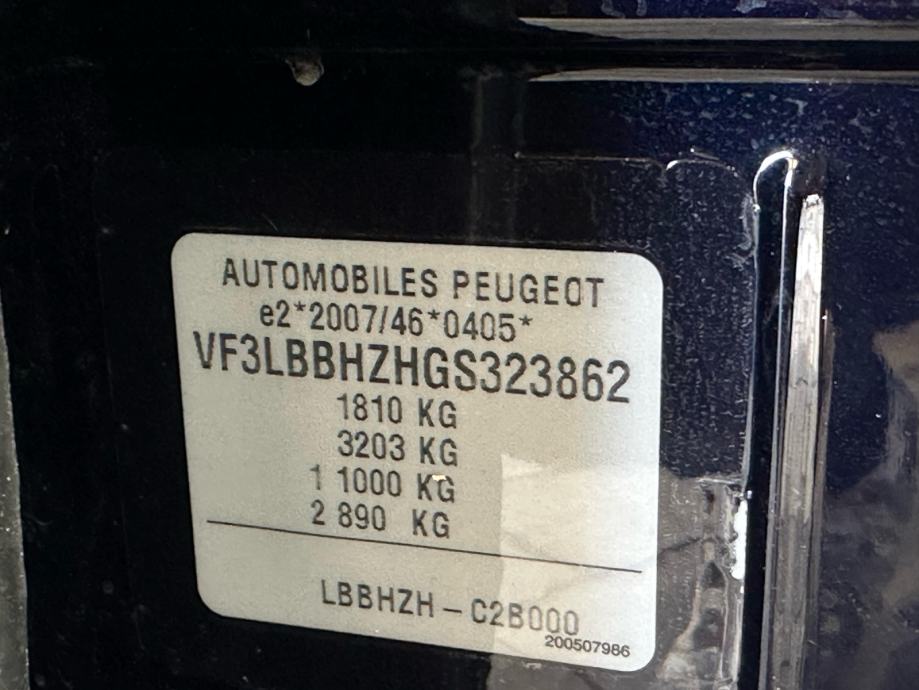 AUTOMOBILES PEUGEOT
e2*2007/46*0405*
VF3LBBHZHGS323862
1810 KG
3203 KG
1 1000 KG
2 890 KG
LBBHZH – C2B000
200507986